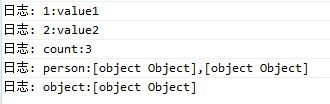 日志: 1:value1
日志: 2:value2
日志: count:3
日志: person:[object Object],[object Object]
日志: object:[object Object]